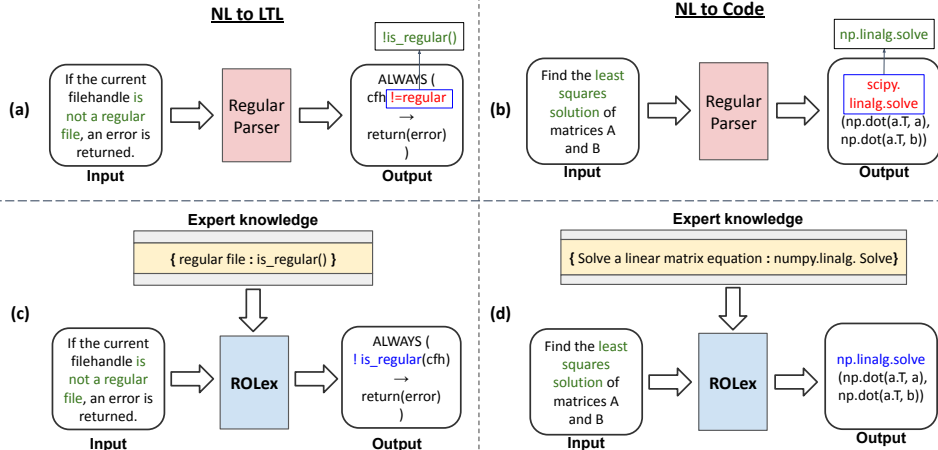 NL to LTL
NL to Code
!is_regular()
np.linalg.solve
(a)
If the current
filehandle is
not a regular
file, an error is
returned.
Input
Regular
Parser
ALWAYS (
cfh !=regular
→
return(error)
)
Output
(b)
Find the least
squares
solution of
matrices A
and B
Input
Regular
Parser
scipy.
linalg.solve
(np.dot(a.T, a),
np.dot(a.T, b))
Output
Expert knowledge
{ regular file : is_regular() }
(c)
If the current
filehandle is
not a regular
file, an error is
returned.
Input
ROLex
ALWAYS (
! is_regular(cfh)
→
return(error)
)
Output
Expert knowledge
{ Solve a linear matrix equation : numpy.linalg. Solve}
(d)
Find the least
squares
solution of
matrices A
and B
Input
ROLex
np.linalg.solve
(np.dot(a.T, a),
np.dot(a.T, b))
Output